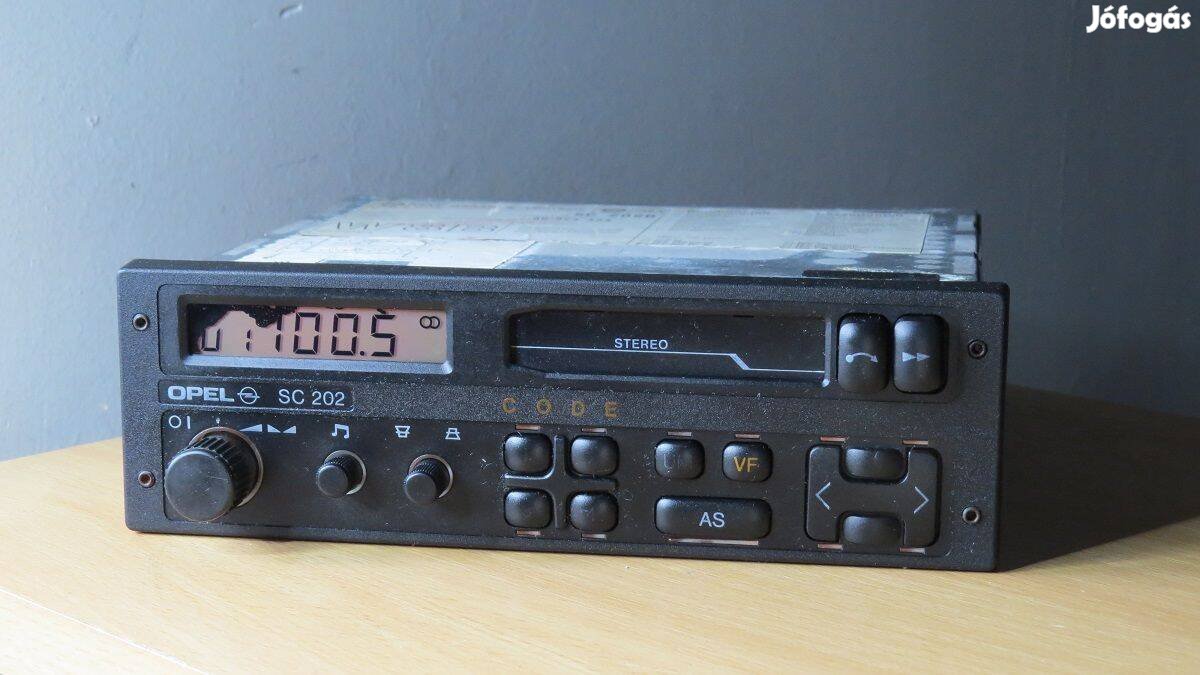 Jófogás
100.5
STEREO
OPEL SC 202
CODE
VF
AS